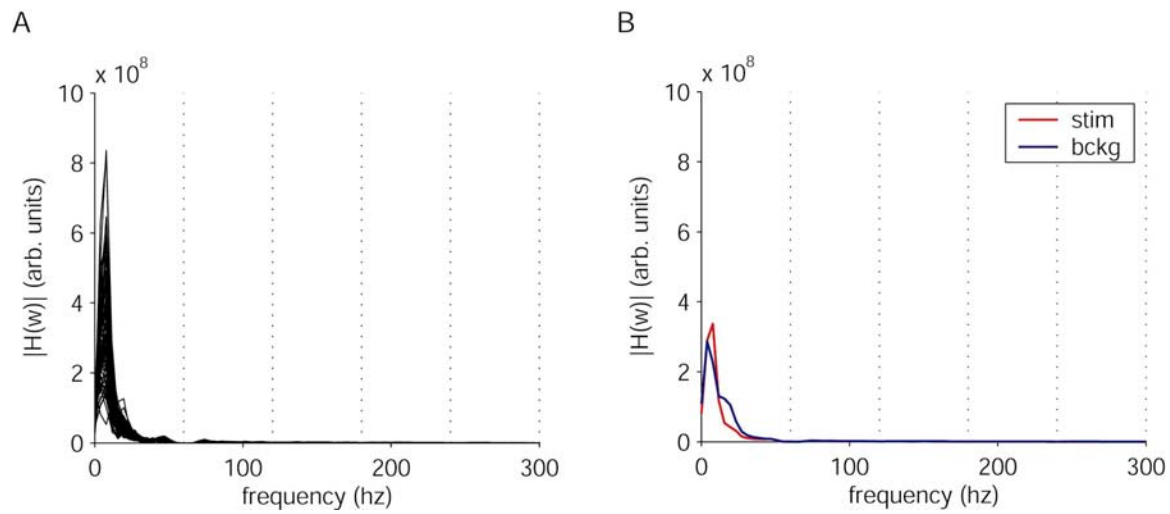 A
x 10^8
10
8
6
4
2
0
|H(w)| (arb. units)
0 100 200 300
frequency (hz)
B
x 10^8
10
8
6
4
2
0
|H(w)| (arb. units)
stim
bckg
0 100 200 300
frequency (hz)